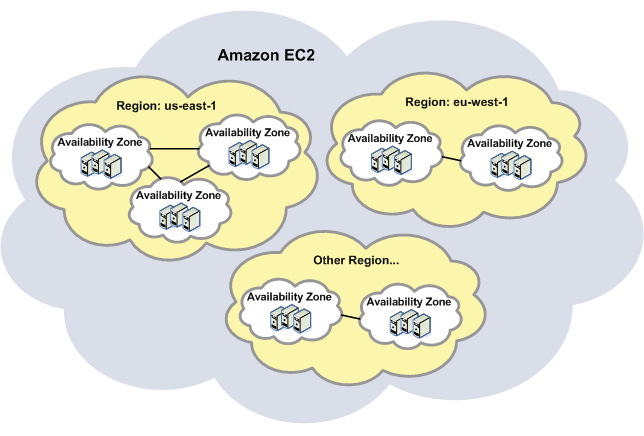 Amazon EC2
Region: us-east-1
Availability Zone
Availability Zone
Availability Zone
Region: eu-west-1
Availability Zone
Availability Zone
Other Region...
Availability Zone
Availability Zone